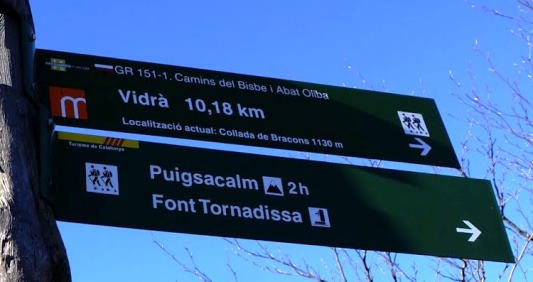 GR 151-1. Camins del Bisbe i Abat Oliba
m
Vidrà 10,18 km
Localització actual: Collada de Bracons 1130 m
Turisme de Catalunya
Puigsacalm 2h
Font Tornadissa 1